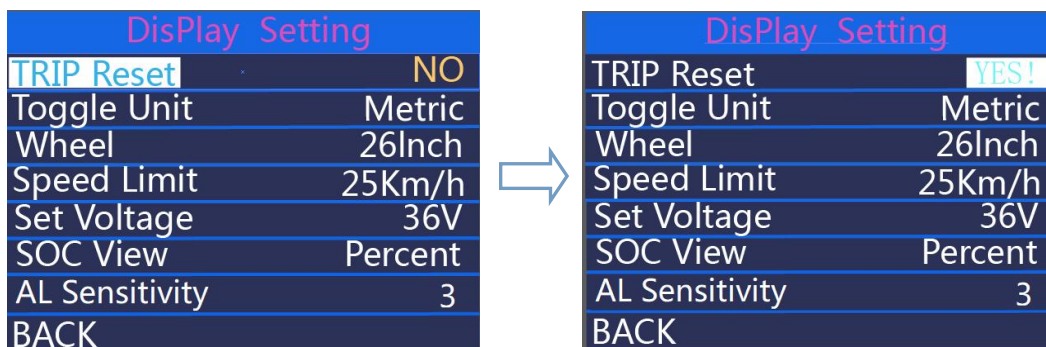 DisPlay Setting
TRIP Reset NO
Toggle Unit Metric
Wheel 26Inch
Speed Limit 25Km/h
Set Voltage 36V
SOC View Percent
AL Sensitivity 3
BACK
DisPlay Setting
TRIP Reset YES!
Toggle Unit Metric
Wheel 26Inch
Speed Limit 25Km/h
Set Voltage 36V
SOC View Percent
AL Sensitivity 3
BACK